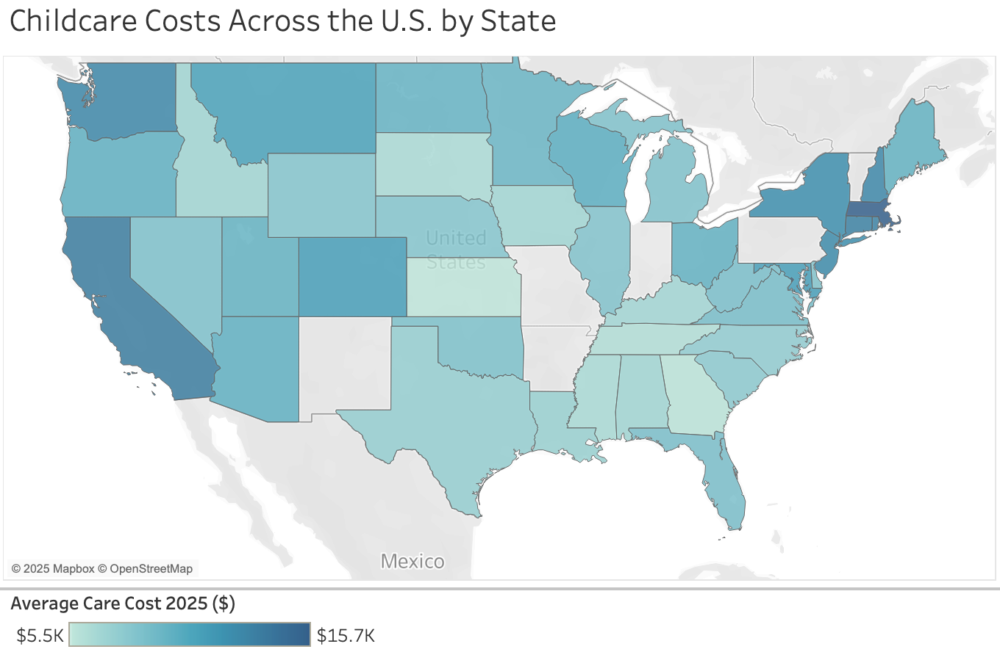 Childcare Costs Across the U.S. by State
United
States
Mexico
© 2025 Mapbox © OpenStreetMap
Average Care Cost 2025 ($)
$5.5K $15.7K